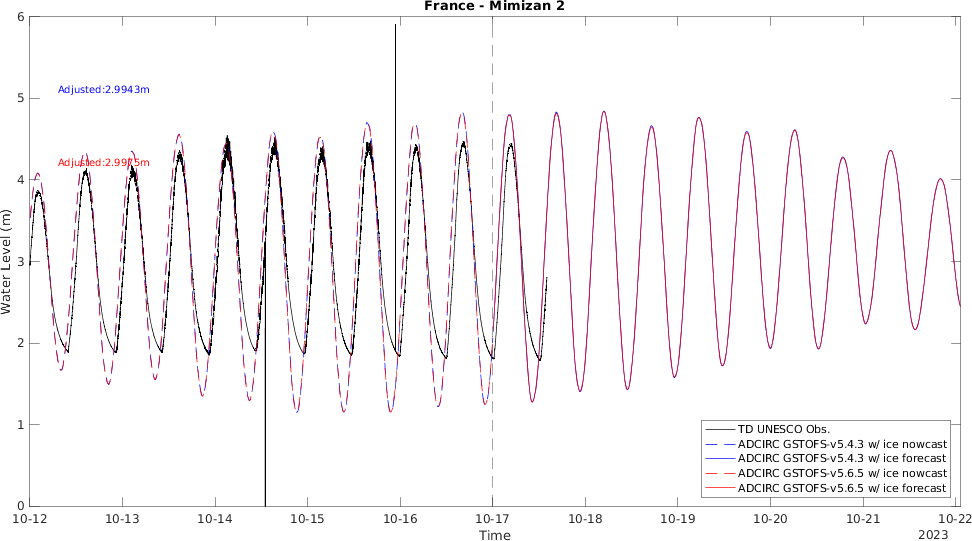 France - Mimizan 2
6
5
4
3
2
1
0
Water Level (m)
Adjusted:2.9943m
Adjusted:2.9975m
TD UNESCO Obs.
ADCIRC GSTOFS-v5.4.3 w/ ice nowcast
ADCIRC GSTOFS-v5.4.3 w/ ice forecast
ADCIRC GSTOFS-v5.6.5 w/ ice nowcast
ADCIRC GSTOFS-v5.6.5 w/ ice forecast
10-12 10-13 10-14 10-15 10-16 10-17 10-18 10-19 10-20 10-21 10-22
Time
2023